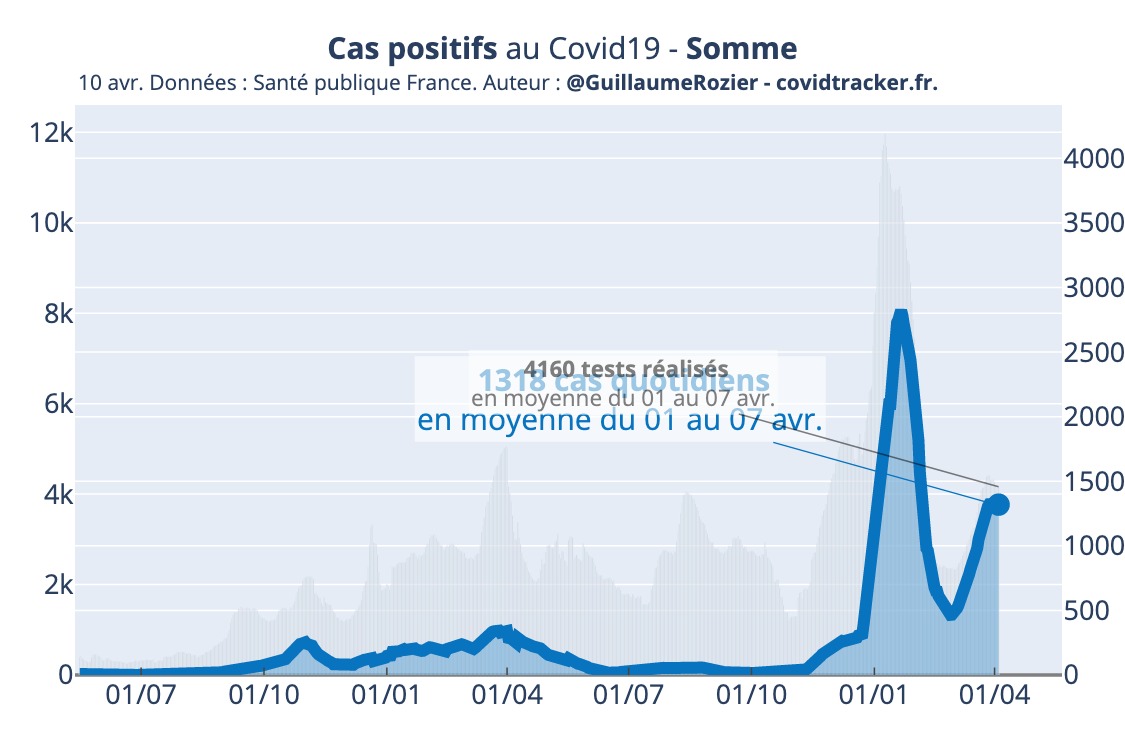 Cas positifs au Covid19 - Somme
10 avr. Données : Santé publique France. Auteur : @GuillaumeRozier - covidtracker.fr.
12k
10k
8k
6k
4k
2k
0
4000
3500
3000
2500
2000
1500
1000
500
0
4160 tests réalisés
1318 cas quotidiens
en moyenne du 01 au 07 avr.
en moyenne du 01 au 07 avr.
01/07 01/10 01/01 01/04 01/07 01/10 01/01 01/04